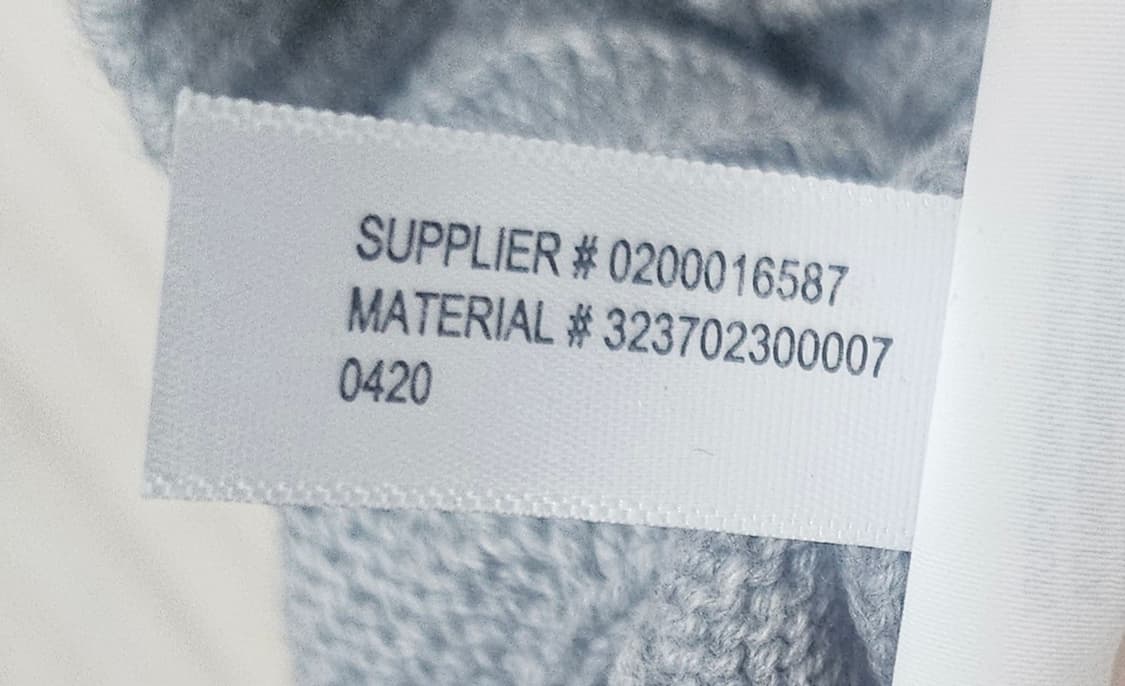 SUPPLIER # 0200016587
MATERIAL # 323702300007
0420